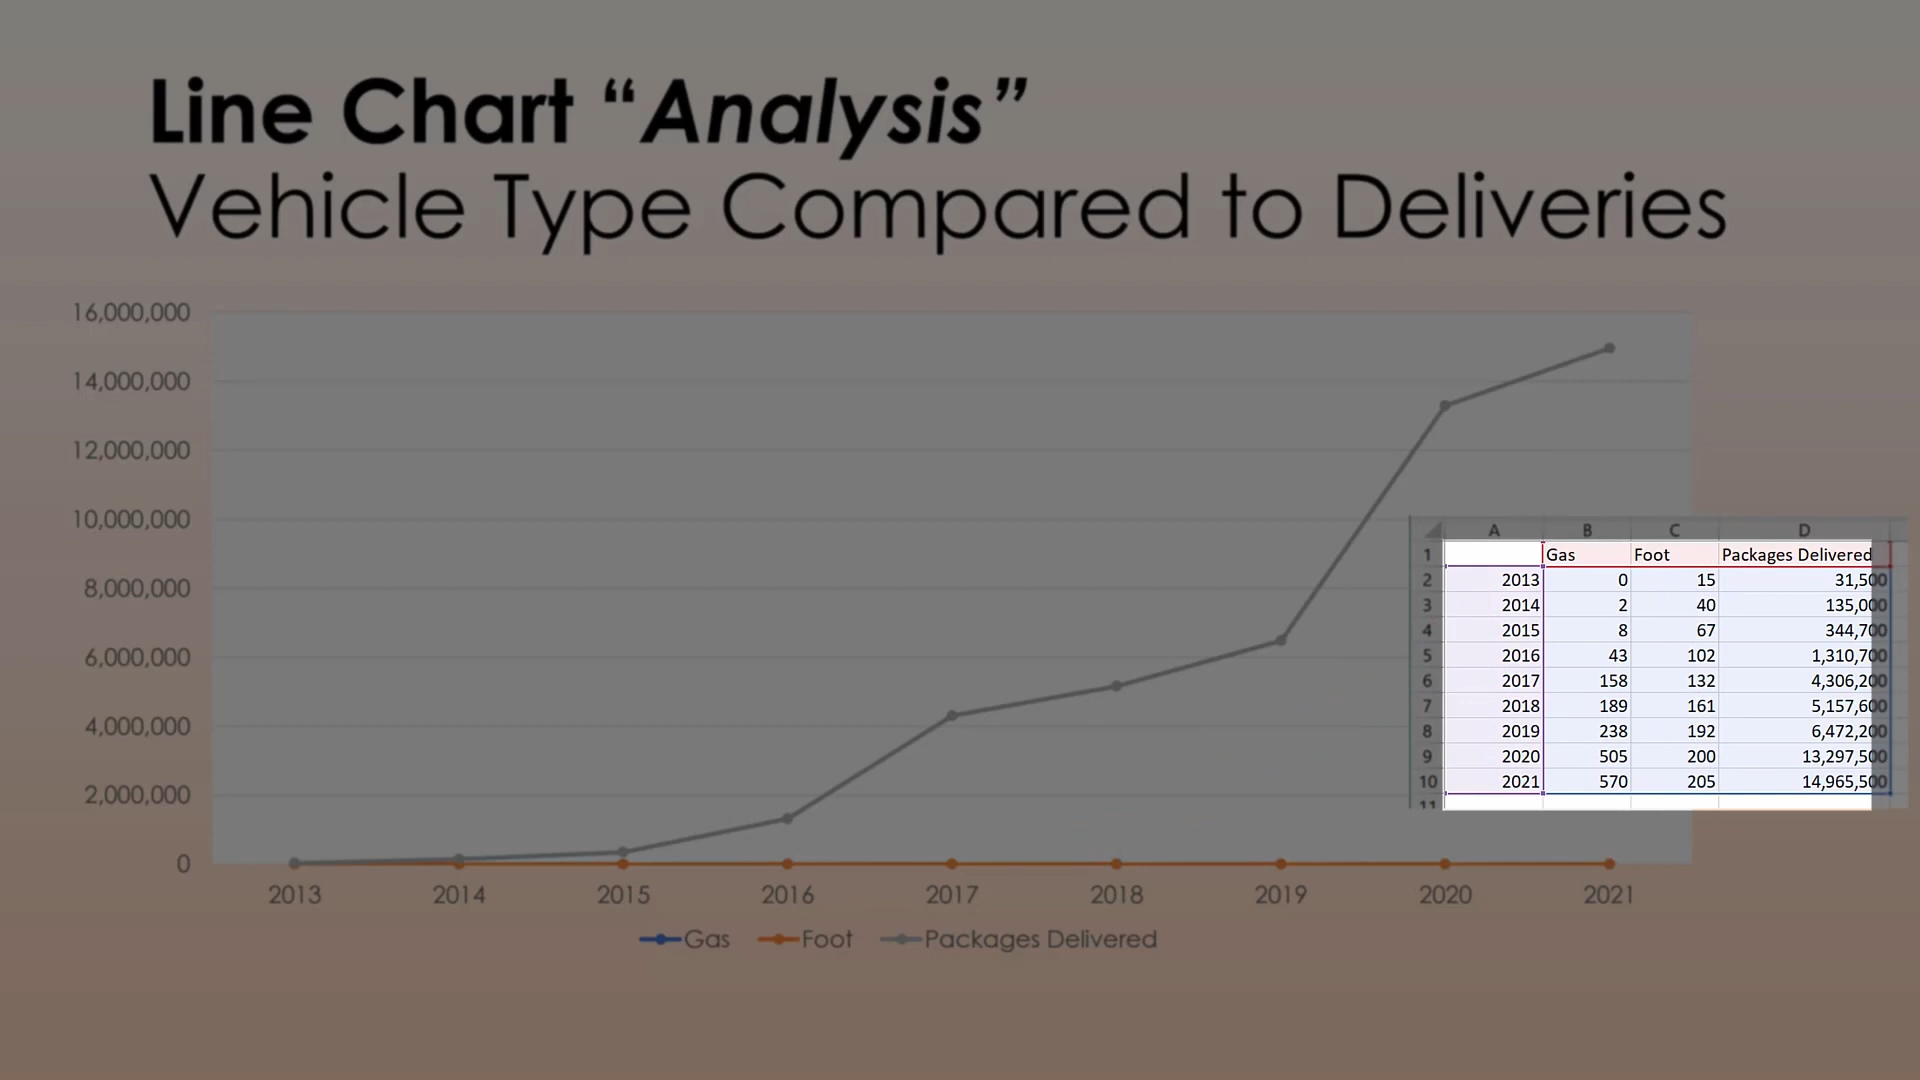 Line Chart “Analysis”
Vehicle Type Compared to Deliveries
16,000,000
14,000,000
12,000,000
10,000,000
8,000,000
6,000,000
4,000,000
2,000,000
0
2013 2014 2015 2016 2017 2018 2019 2020 2021
Gas Foot Packages Delivered
A B C D
1 Gas Foot Packages Delivered
2 2013 0 15 31,500
3 2014 2 40 135,000
4 2015 8 67 344,700
5 2016 43 102 1,310,700
6 2017 158 132 4,306,200
7 2018 189 161 5,157,600
8 2019 238 192 6,472,200
9 2020 505 200 13,297,500
10 2021 570 205 14,965,500
11